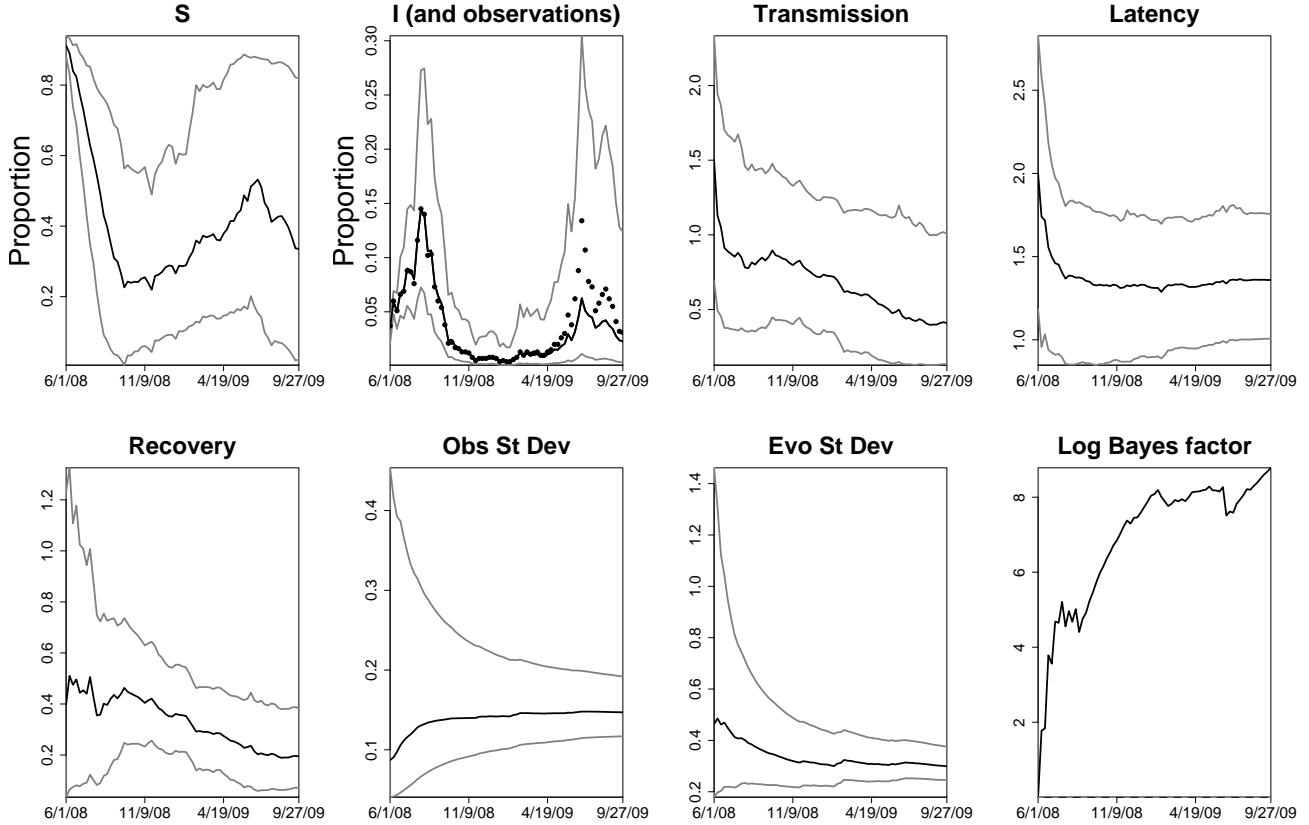 S
I (and observations)
Transmission
Latency
Proportion
0.2 0.4 0.6 0.8
6/1/08 11/9/08 4/19/09 9/27/09
Proportion
0.05 0.10 0.15 0.20 0.25 0.30
6/1/08 11/9/08 4/19/09 9/27/09
0.5 1.0 1.5 2.0
6/1/08 11/9/08 4/19/09 9/27/09
1.0 1.5 2.0 2.5
6/1/08 11/9/08 4/19/09 9/27/09
Recovery
Obs St Dev
Evo St Dev
Log Bayes factor
0.2 0.4 0.6 0.8 1.0 1.2
6/1/08 11/9/08 4/19/09 9/27/09
0.1 0.2 0.3 0.4
6/1/08 11/9/08 4/19/09 9/27/09
0.2 0.4 0.6 0.8 1.0 1.2 1.4
6/1/08 11/9/08 4/19/09 9/27/09
2 4 6 8
6/1/08 11/9/08 4/19/09 9/27/09